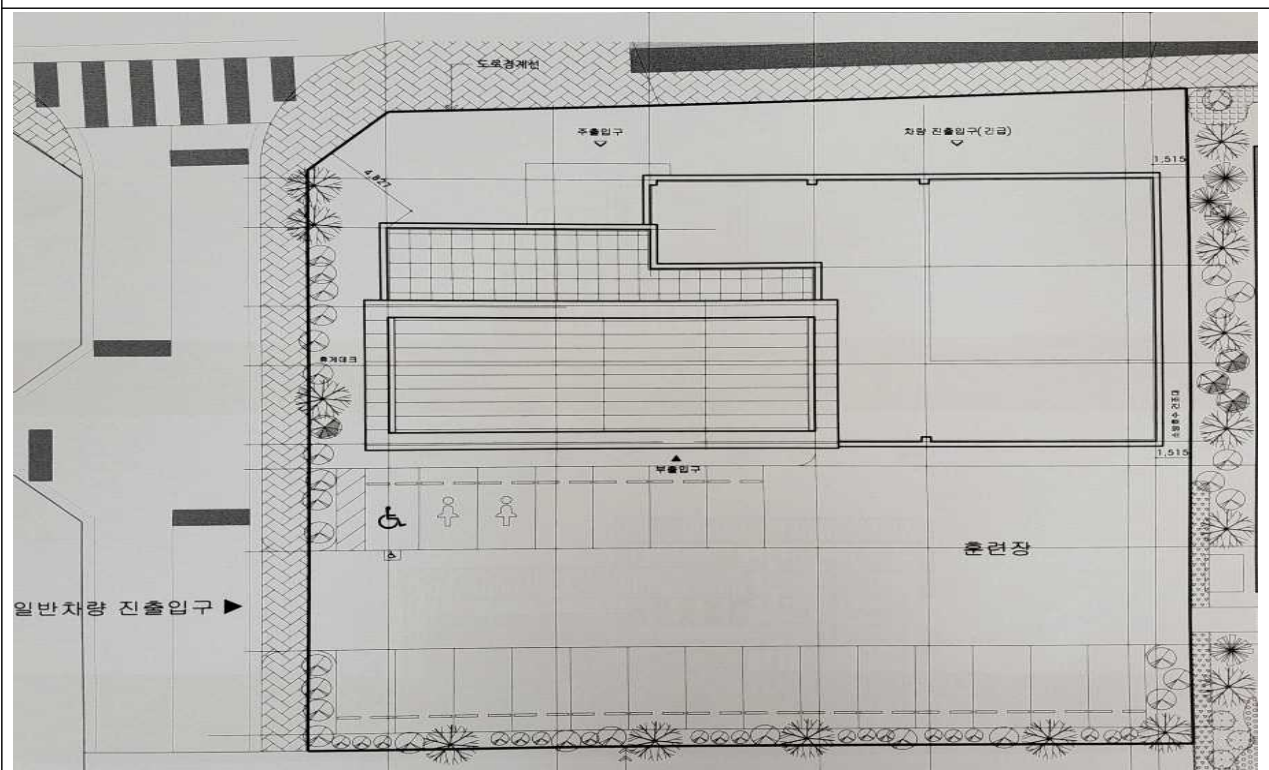 도로경계선
주출입구
차량 진출입구(긴급)
1,515
4,827
휴게데크
1,515
부출입구
훈련장
일반차량 진출입구